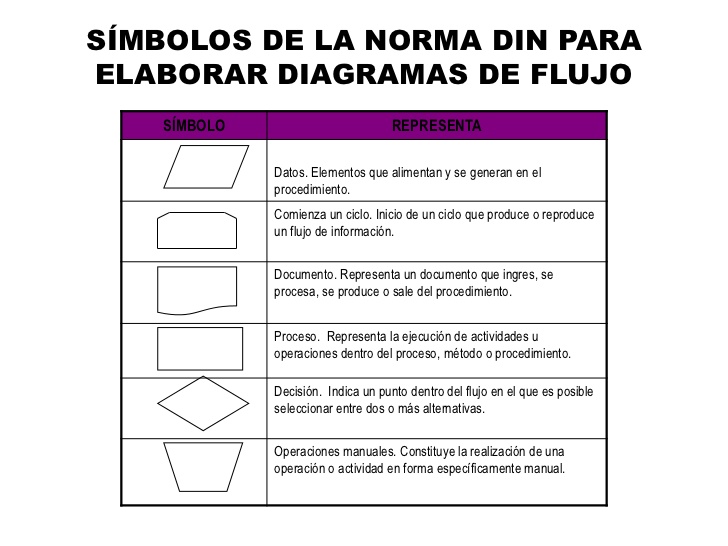 SÍMBOLOS DE LA NORMA DIN PARA
ELABORAR DIAGRAMAS DE FLUJO
SÍMBOLO
REPRESENTA
Datos. Elementos que alimentan y se generan en el
procedimiento.
Comienza un ciclo. Inicio de un ciclo que produce o reproduce
un flujo de información.
Documento. Representa un documento que ingres, se
procesa, se produce o sale del procedimiento.
Proceso. Representa la ejecución de actividades u
operaciones dentro del proceso, método o procedimiento.
Decisión. Indica un punto dentro del flujo en el que es posible
seleccionar entre dos o más alternativas.
Operaciones manuales. Constituye la realización de una
operación o actividad en forma específicamente manual.